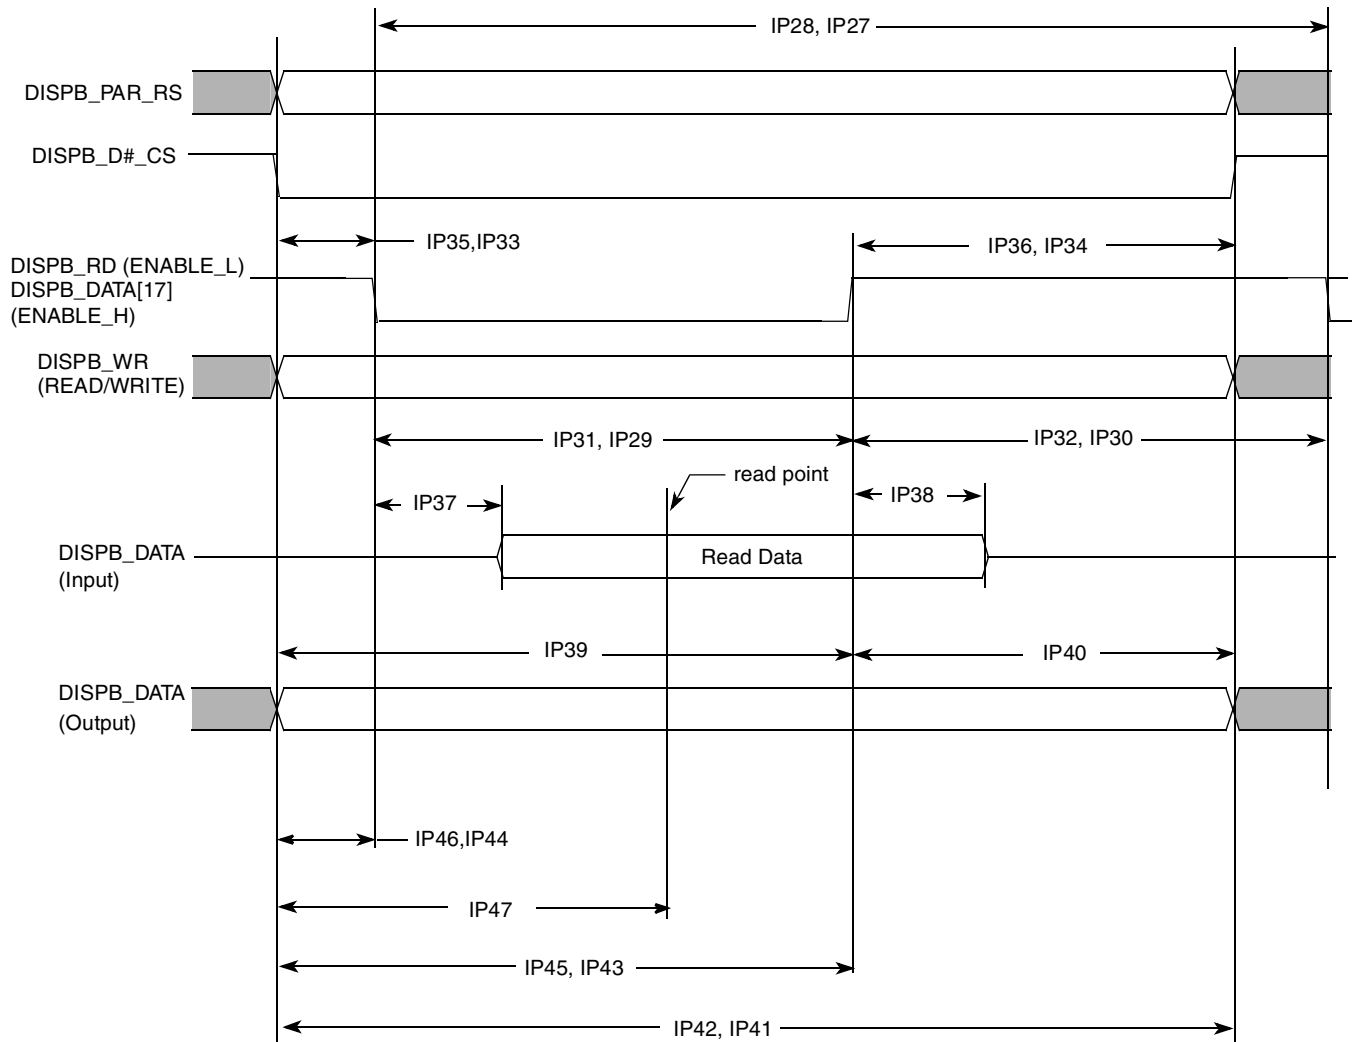 IP28, IP27
DISPB_PAR_RS
DISPB_D#_CS
IP35,IP33
IP36, IP34
DISPB_RD (ENABLE_L)
DISPB_DATA[17]
(ENABLE_H)
DISPB_WR
(READ/WRITE)
IP31, IP29
IP32, IP30
read point
IP37
IP38
DISPB_DATA
(Input)
Read Data
IP39
IP40
DISPB_DATA
(Output)
IP46,IP44
IP47
IP45, IP43
IP42, IP41